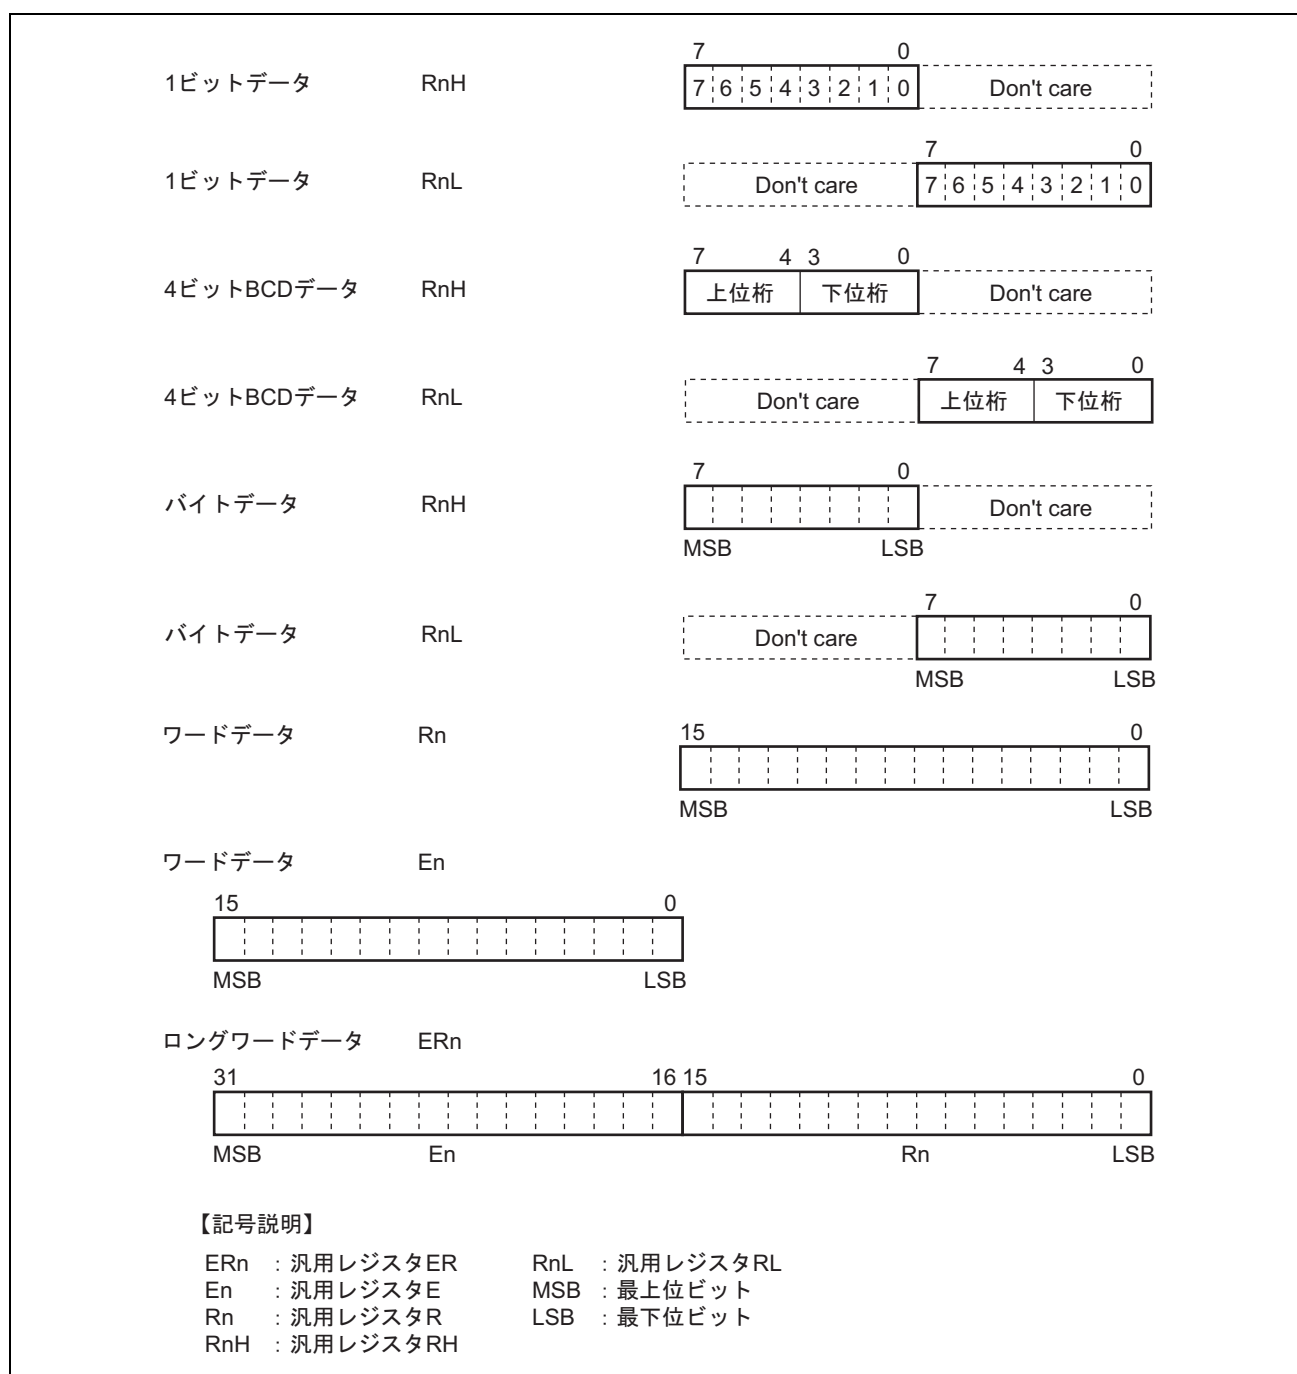 7 0
1ビットデータ RnH 7 6 5 4 3 2 1 0 Don't care
7 0
1ビットデータ RnL Don't care 7 6 5 4 3 2 1 0
7 4 3 0
4ビットBCDデータ RnH 上位桁 下位桁 Don't care
7 4 3 0
4ビットBCDデータ RnL Don't care 上位桁 下位桁
7 0
バイトデータ RnH Don't care
MSB LSB
7 0
バイトデータ RnL Don't care
MSB LSB
ワードデータ Rn 15 0
MSB LSB
ワードデータ En
15 0
MSB LSB
ロングワードデータ ERn
31 16 15 0
MSB En Rn LSB
【記号説明】
ERn : 汎用レジスタER RnL : 汎用レジスタRL
En : 汎用レジスタE MSB : 最上位ビット
Rn : 汎用レジスタR LSB : 最下位ビット
RnH : 汎用レジスタRH